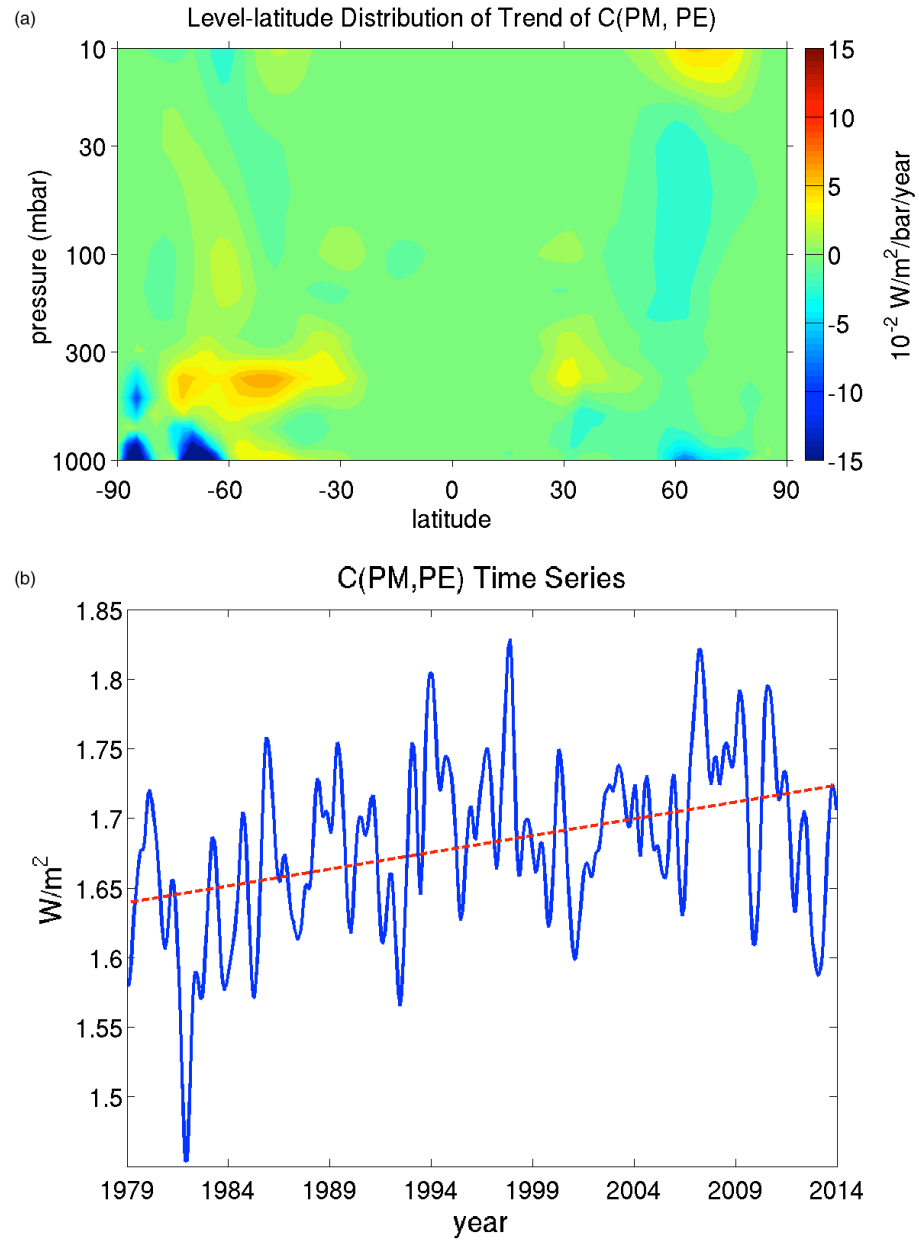 (a)
Level-latitude Distribution of Trend of C(PM, PE)
10
30
100
300
1000
pressure (mbar)
-90 -60 -30 0 30 60 90
latitude
15
10
5
0
-5
-10
-15
10⁻² W/m²/bar/year
(b)
C(PM,PE) Time Series
1.85
1.8
1.75
1.7
1.65
1.6
1.55
1.5
W/m²
1979 1984 1989 1994 1999 2004 2009 2014
year